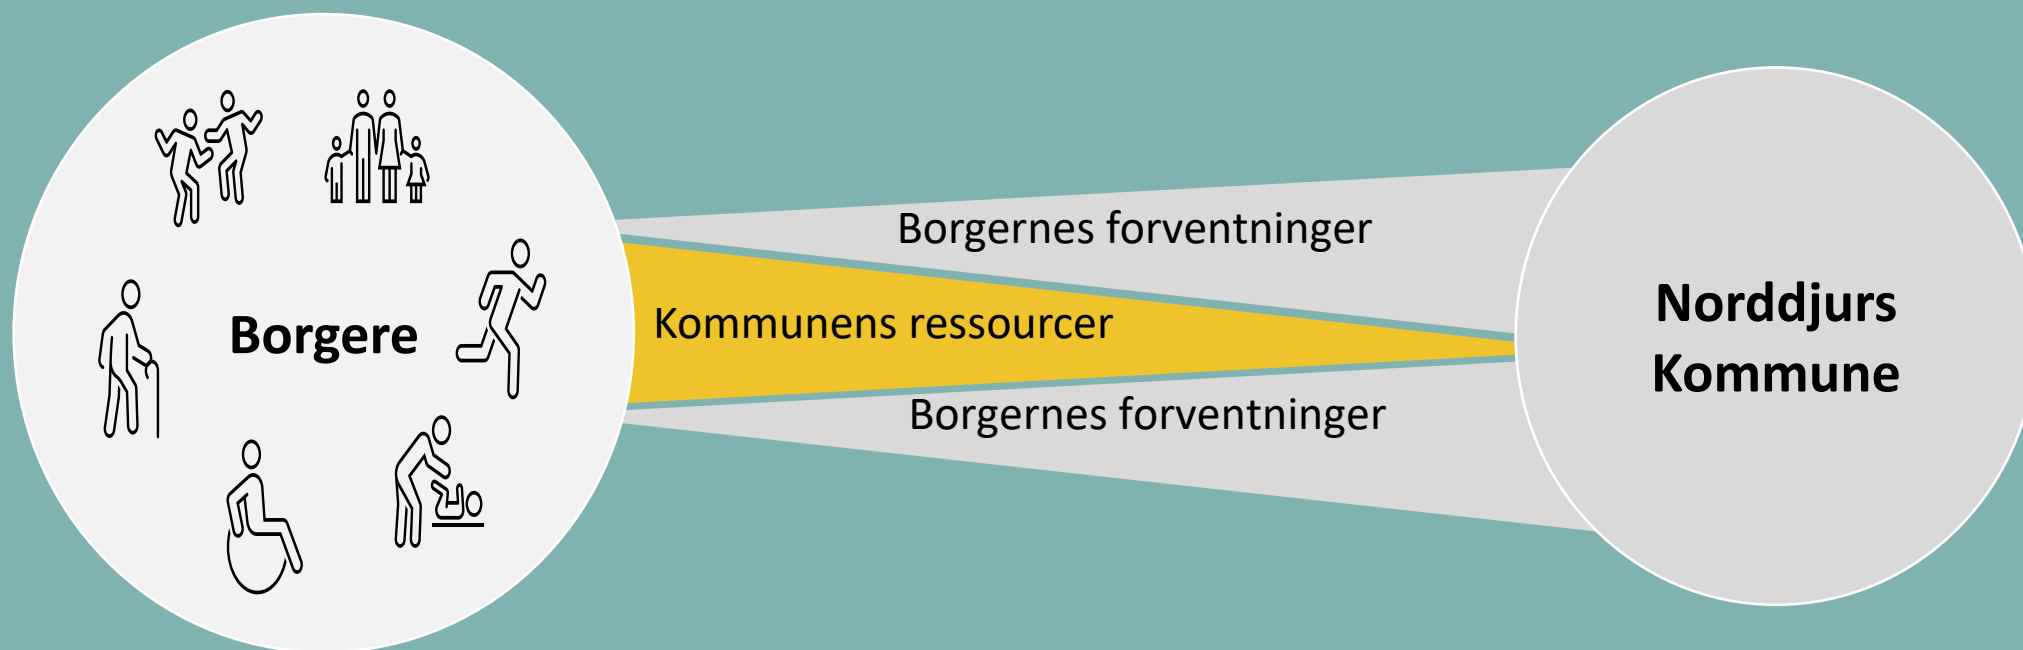 Borgere
Borgernes forventninger
Kommunens ressourcer
Borgernes forventninger
Norddjurs
Kommune